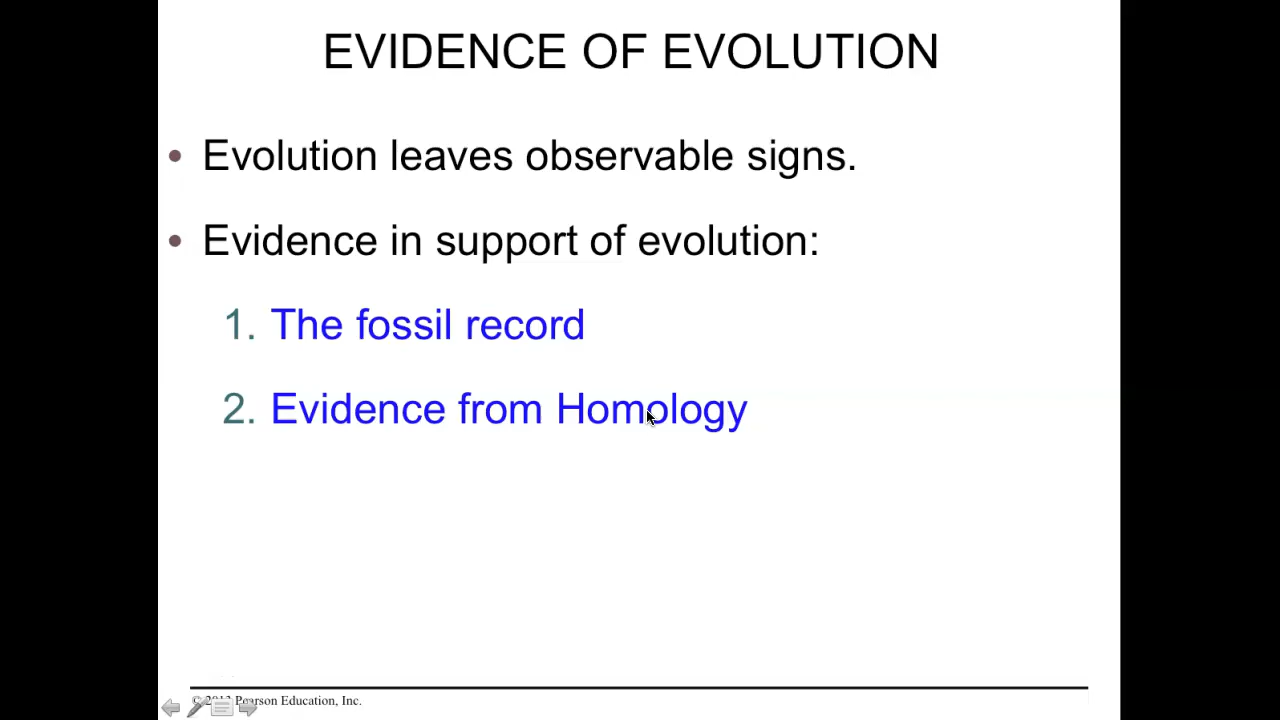 EVIDENCE OF EVOLUTION
• Evolution leaves observable signs.
• Evidence in support of evolution:
1. The fossil record
2. Evidence from Homology
© Pearson Education, Inc.